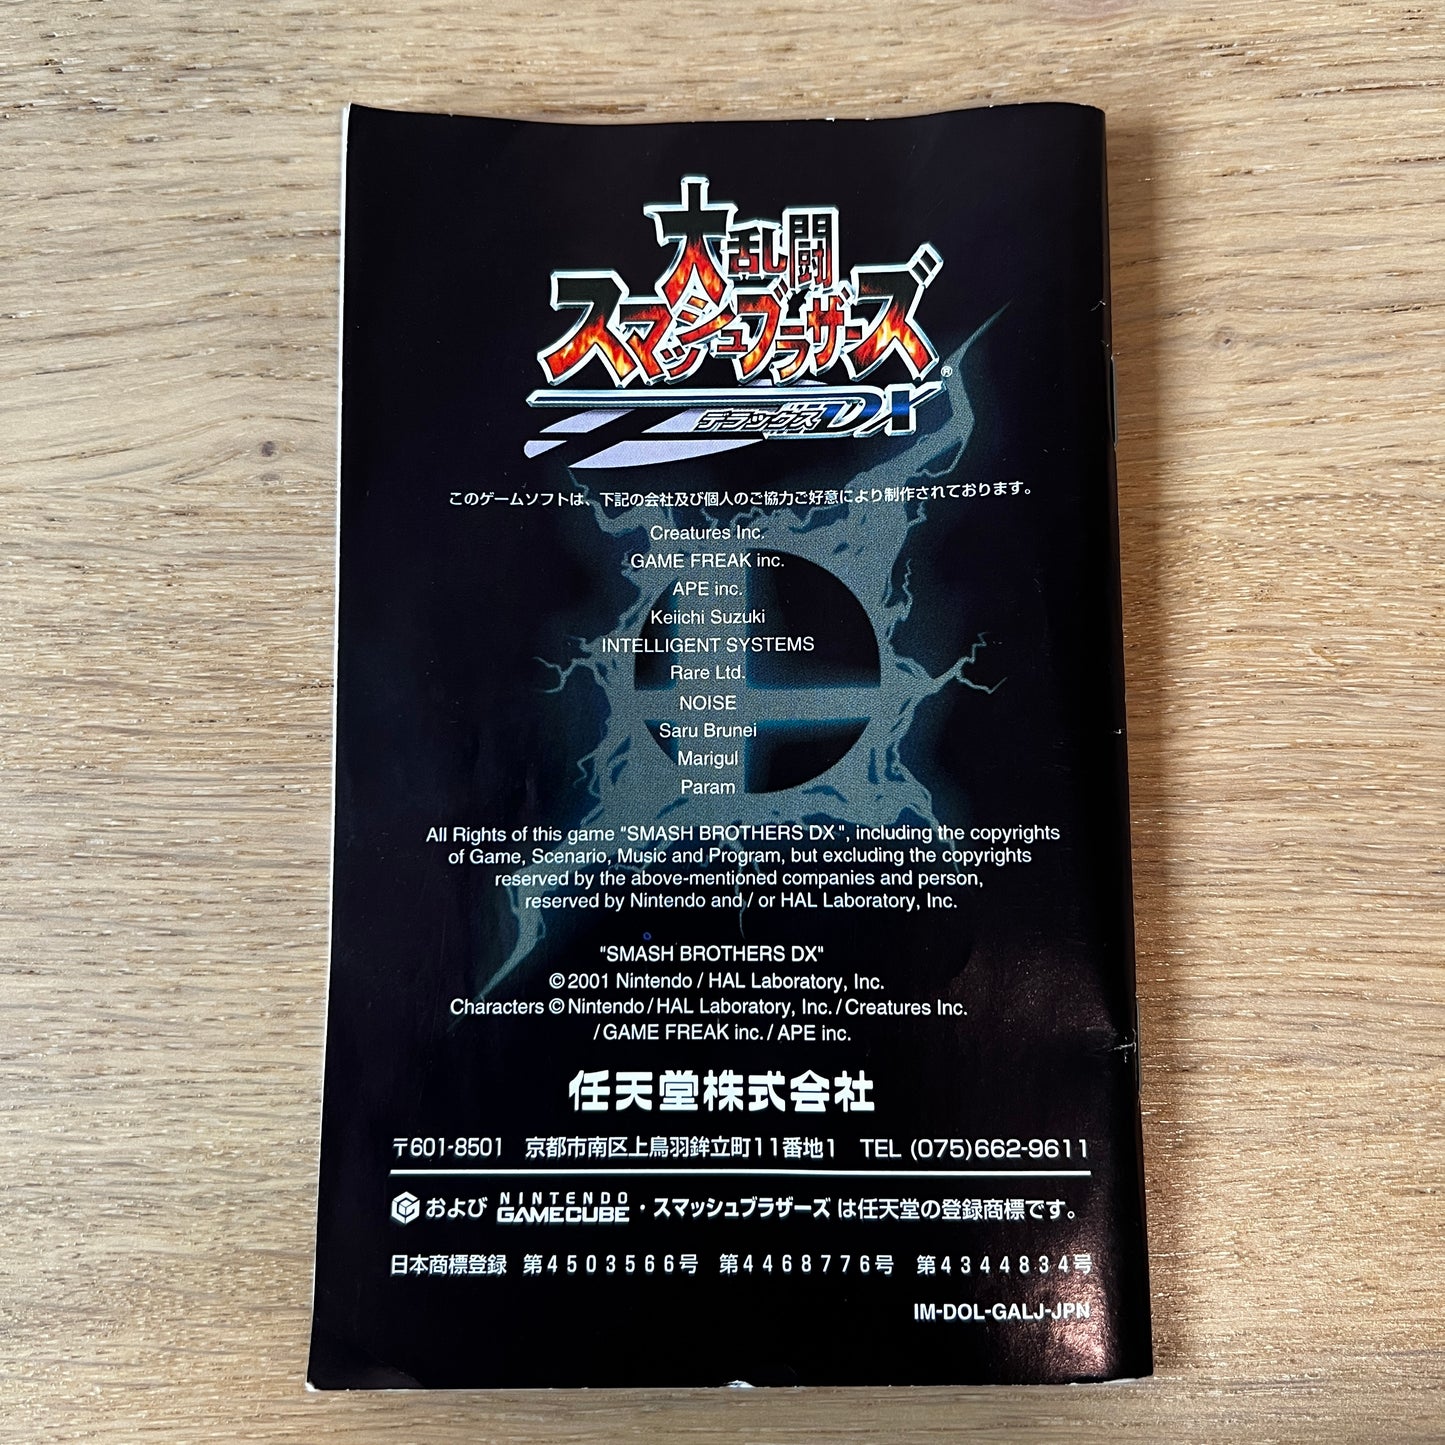 大乱闘
スマッシュブラザーズ®
デラックスDX
このゲームソフトは、下記の会社及び個人のご協力ご好意により制作されております。
Creatures Inc.
GAME FREAK inc.
APE inc.
Keiichi Suzuki
INTELLIGENT SYSTEMS
Rare Ltd.
NOISE
Saru Brunei
Marigul
Param
All Rights of this game "SMASH BROTHERS DX", including the copyrights
of Game, Scenario, Music and Program, but excluding the copyrights
reserved by the above-mentioned companies and person,
reserved by Nintendo and / or HAL Laboratory, Inc.
"SMASH BROTHERS DX"
© 2001 Nintendo / HAL Laboratory, Inc.
Characters © Nintendo / HAL Laboratory, Inc. / Creatures Inc.
/ GAME FREAK inc. / APE inc.
任天堂株式会社
〒601-8501 京都市南区上鳥羽鉾立町11番地1 TEL (075)662-9611
および NINTENDO GAMECUBE・スマッシュブラザーズ は任天堂の登録商標です。
日本商標登録 第4503566号 第4468776号 第4344834号
IM-DOL-GALJ-JPN